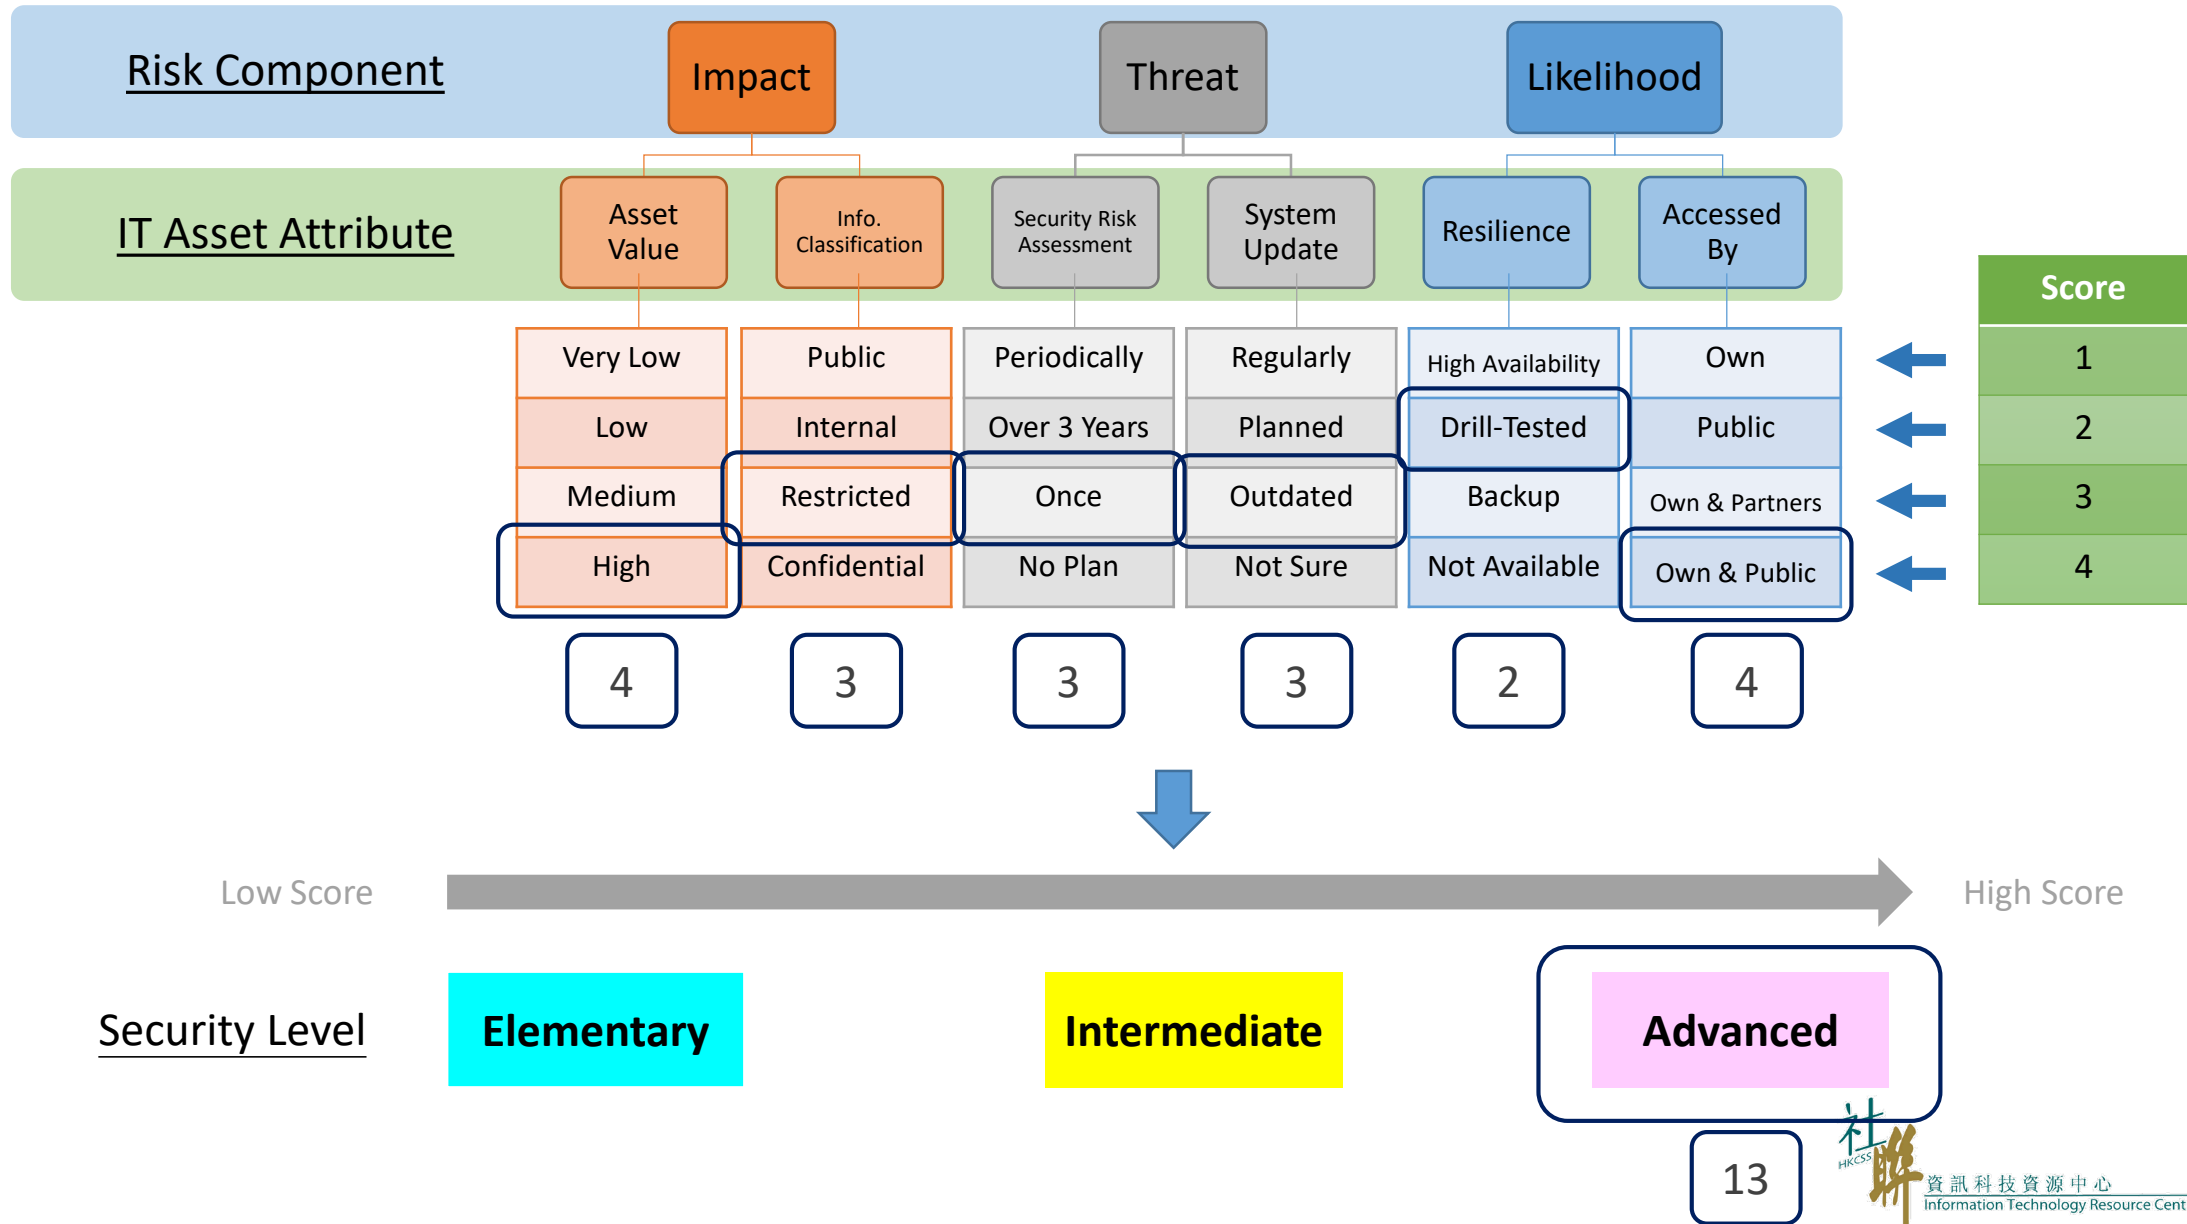 Risk Component
Impact
Threat
Likelihood
IT Asset Attribute
Asset
Value
Info.
Classification
Security Risk
Assessment
System
Update
Resilience
Accessed
By
Score
Very Low
Public
Periodically
Regularly
High Availability
Own
1
Low
Internal
Over 3 Years
Planned
Drill-Tested
Public
2
Medium
Restricted
Once
Outdated
Backup
Own & Partners
3
High
Confidential
No Plan
Not Sure
Not Available
Own & Public
4
4
3
3
3
2
4
Low Score
High Score
Security Level
Elementary
Intermediate
Advanced
13
社
聯
HKCSS
資訊科技資源中心
Information Technology Resource Cent